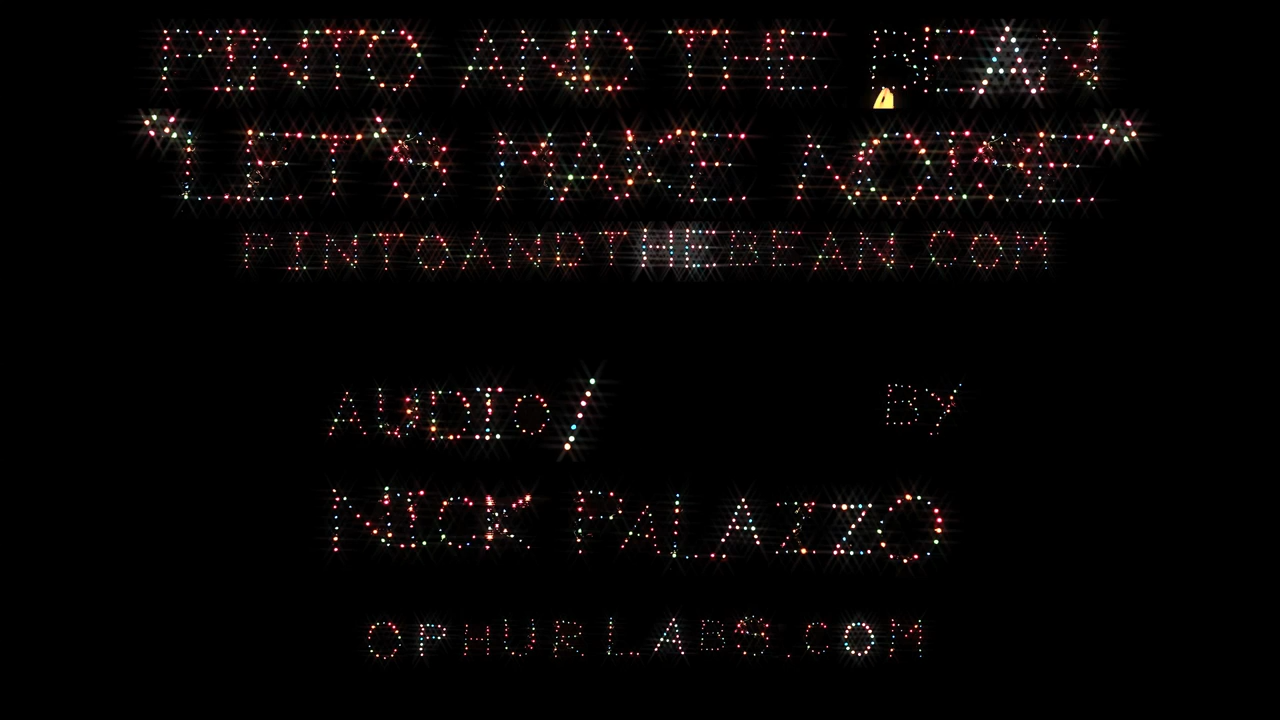 PINTO AND THE BEAN
"LET'S MAKE NOISE"
PINTOANDTHEBEAN.COM
AUDIO/ BY
NICK PALAZZO
OPHURLABS.COM